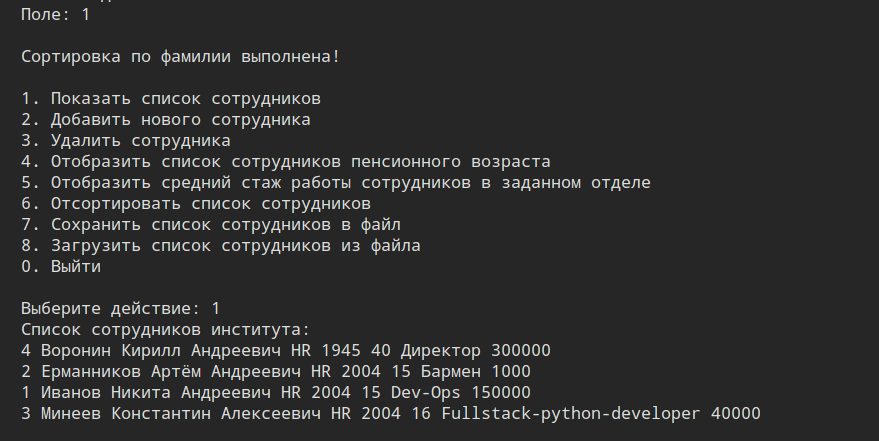 Поле: 1
Сортировка по фамилии выполнена!
1. Показать список сотрудников
2. Добавить нового сотрудника
3. Удалить сотрудника
4. Отобразить список сотрудников пенсионного возраста
5. Отобразить средний стаж работы сотрудников в заданном отделе
6. Отсортировать список сотрудников
7. Сохранить список сотрудников в файл
8. Загрузить список сотрудников из файла
0. Выйти
Выберите действие: 1
Список сотрудников института:
4 Воронин Кирилл Андреевич HR 1945 40 Директор 300000
2 Ерманников Артём Андреевич HR 2004 15 Бармен 1000
1 Иванов Никита Андреевич HR 2004 15 Dev-Ops 150000
3 Минеев Константин Алексеевич HR 2004 16 Fullstack-python-developer 40000